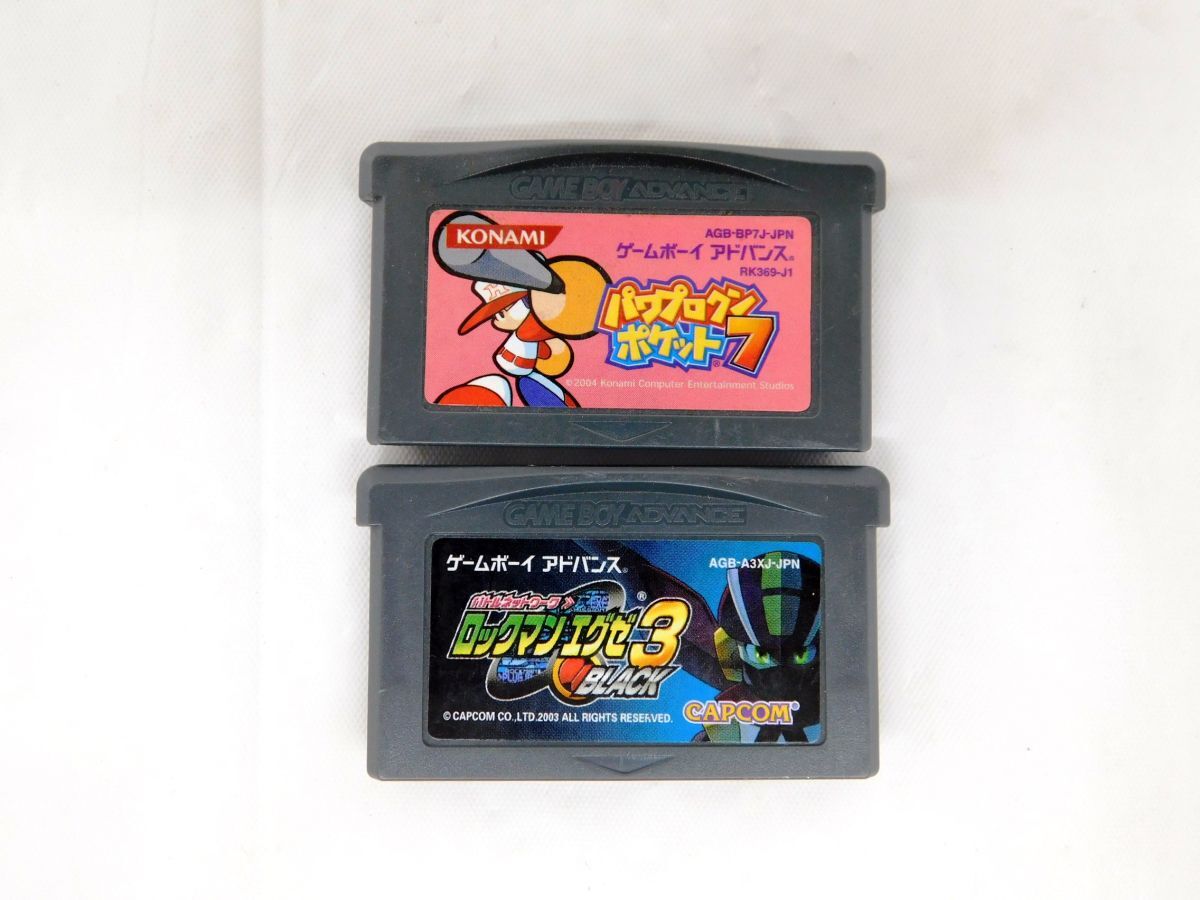 GAME BOY ADVANCE
KONAMI
AGB-BP7J-JPN
ゲームボーイ アドバンス®
RK369-J1
パワプロクン
ポケット7®
©2004 Konami Computer Entertainment Studios
GAME BOY ADVANCE
ゲームボーイ アドバンス®
AGB-A3XJ-JPN
バトルネットワーク
ロックマンエグゼ3®
BLACK
CAPCOM®
© CAPCOM CO.,LTD.2003 ALL RIGHTS RESERVED.